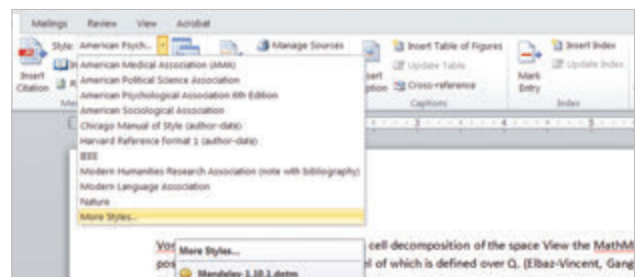 Mailings Review View Acrobat
Style: American Psych...
Manage Sources
Insert Table of Figures
Insert Index
Update Table
Update Index
Insert Citation
Cross-reference
Mark Entry
Captions
Index
American Medical Association (AMA)
American Political Science Association
American Psychological Association 6th Edition
American Sociological Association
Chicago Manual of Style (author-date)
Harvard Reference format 1 (author-date)
IEEE
Modern Humanities Research Association (note with bibliography)
Modern Language Association
Nature
More Styles...
More Styles...
Mendeley-1.10.1.dotm
cell decomposition of the space View the MathM
pos
el of which is defined over Q. (Elbaz-Vincent, Gang